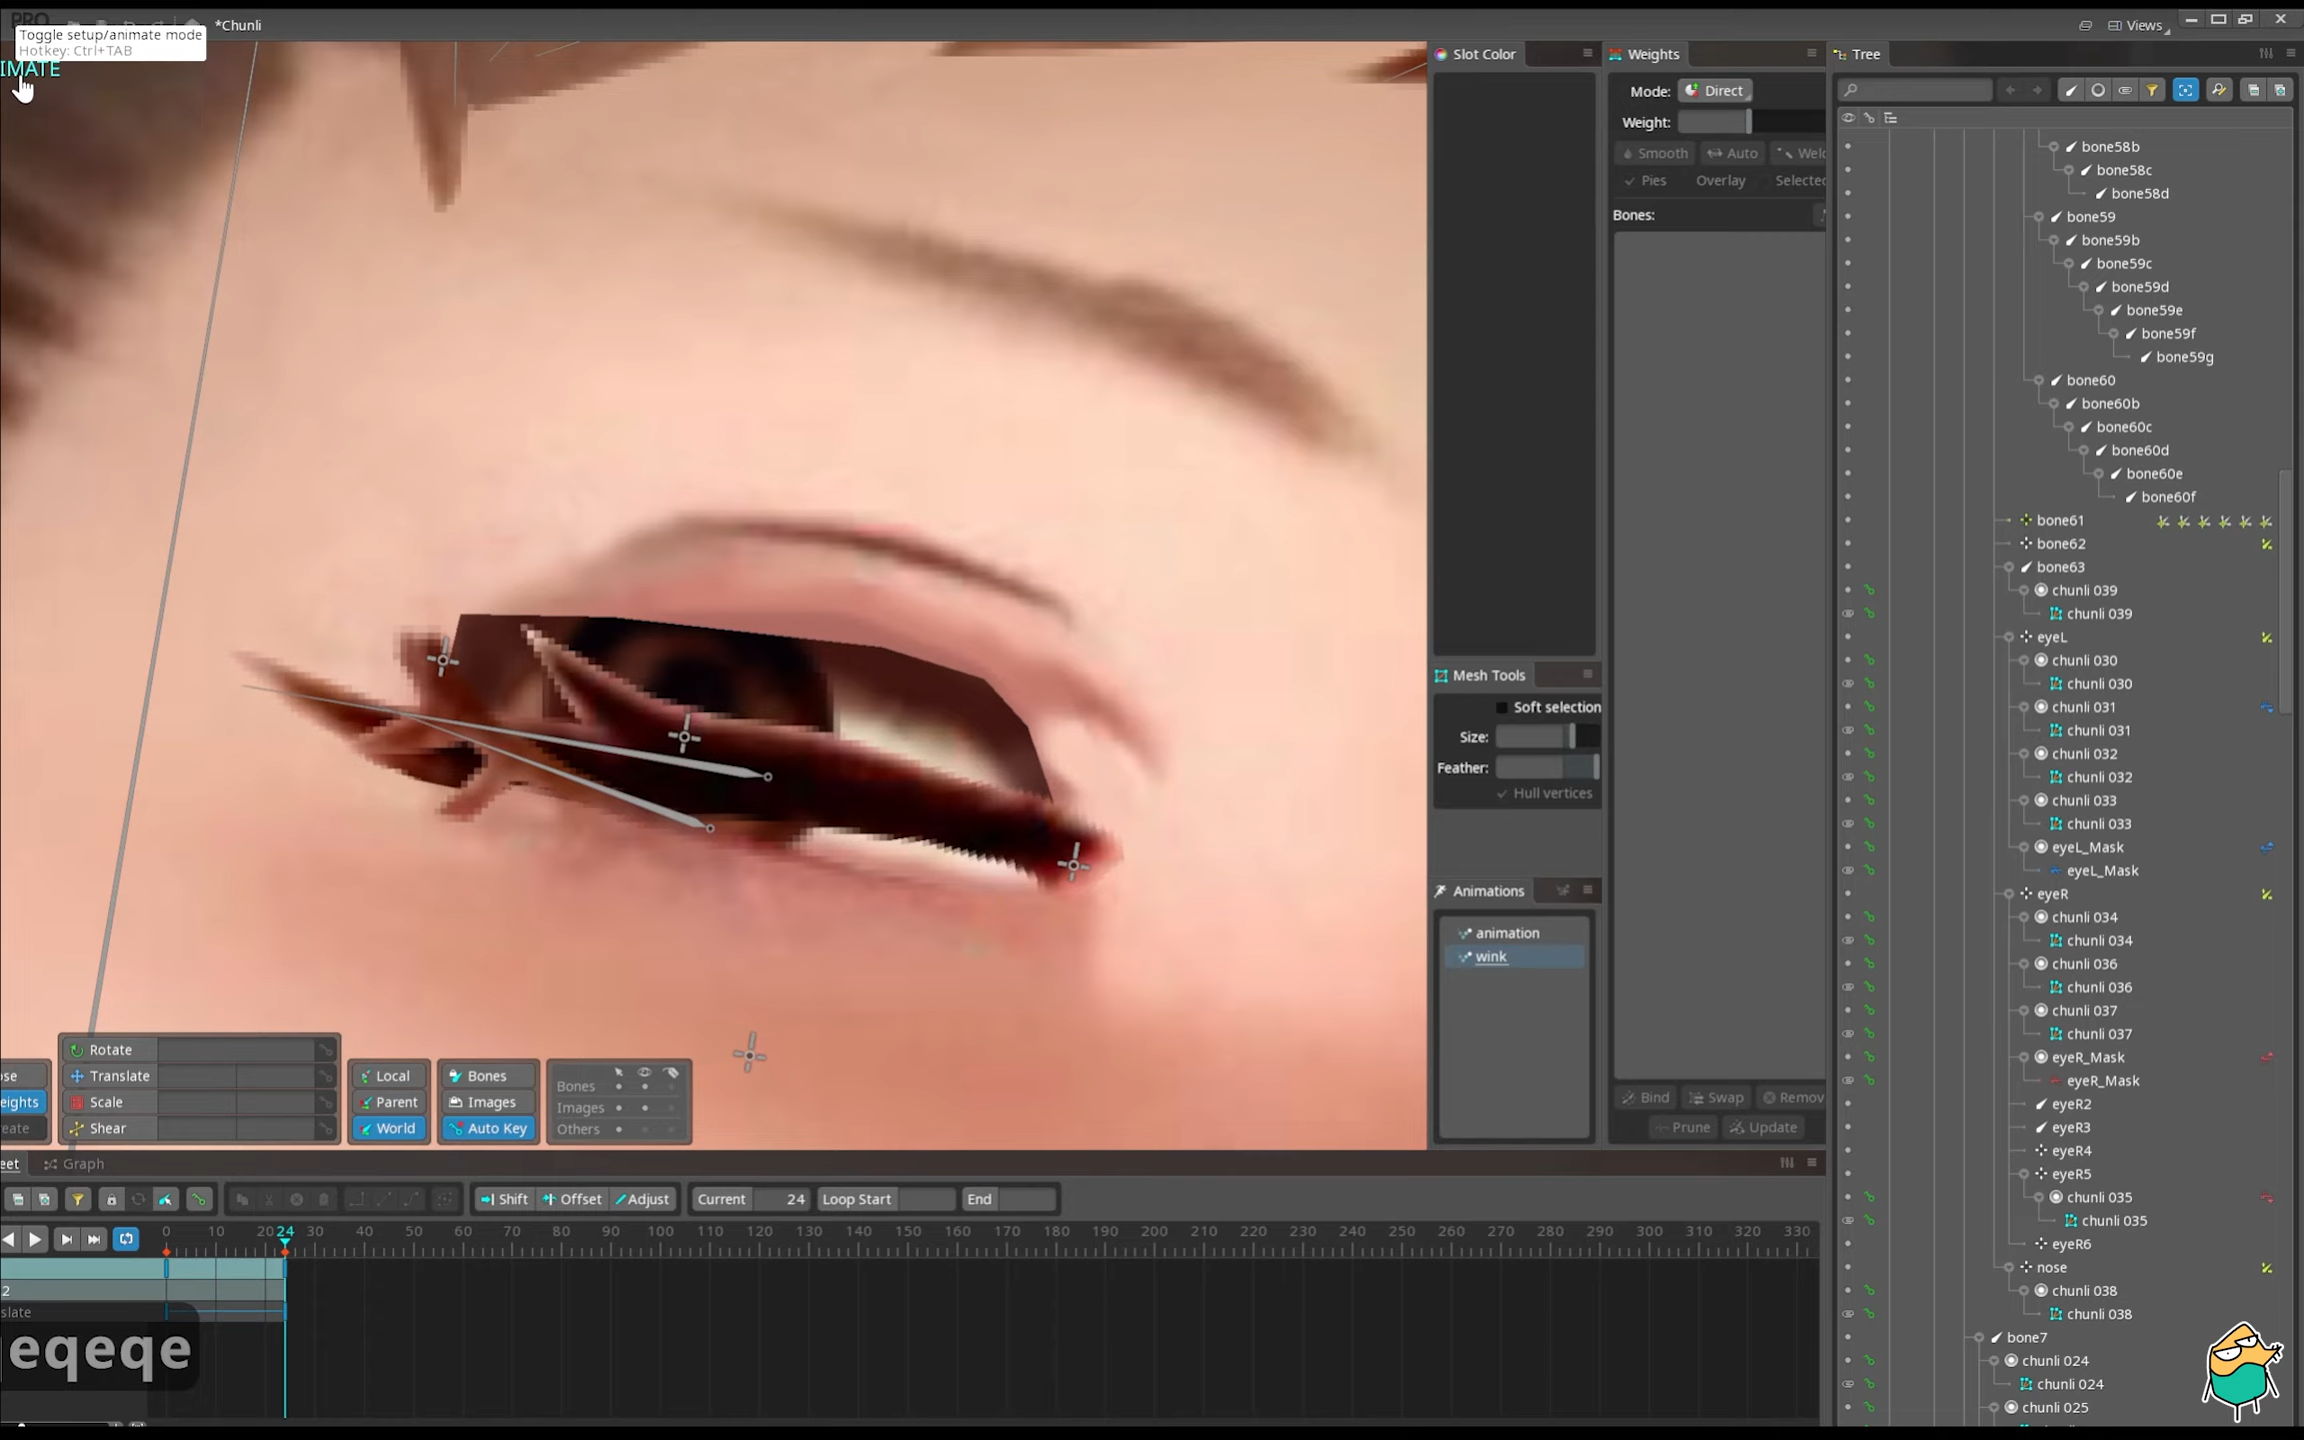 PRO
*Chunli
Views
Toggle setup/animate mode
Hotkey: Ctrl+TAB
IMATE
Slot Color
Weights
Mode: Direct
Weight:
Smooth Auto Weld
Pies Overlay Selected
Bones:
Mesh Tools
Soft selection
Size:
Feather:
Hull vertices
Animations
animation
wink
Bind Swap Remov
Prune Update
Tree
bone58b
bone58c
bone58d
bone59
bone59b
bone59c
bone59d
bone59e
bone59f
bone59g
bone60
bone60b
bone60c
bone60d
bone60e
bone60f
bone61
bone62
bone63
chunli 039
chunli 039
eyeL
chunli 030
chunli 030
chunli 031
chunli 031
chunli 032
chunli 032
chunli 033
chunli 033
eyeL_Mask
eyeL_Mask
eyeR
chunli 034
chunli 034
chunli 036
chunli 036
chunli 037
chunli 037
eyeR_Mask
eyeR_Mask
eyeR2
eyeR3
eyeR4
eyeR5
chunli 035
chunli 035
eyeR6
nose
chunli 038
chunli 038
bone7
chunli 024
chunli 024
chunli 025
ose
eights
eate
Rotate
Translate
Scale
Shear
Local
Parent
World
Bones
Images
Auto Key
Bones
Images
Others
eet Graph
Shift Offset Adjust Current 24 Loop Start End
0 10 20 24 30 40 50 60 70 80 90 100 110 120 130 140 150 160 170 180 190 200 210 220 230 240 250 260 270 280 290 300 310 320 330
2
slate
eqeqe